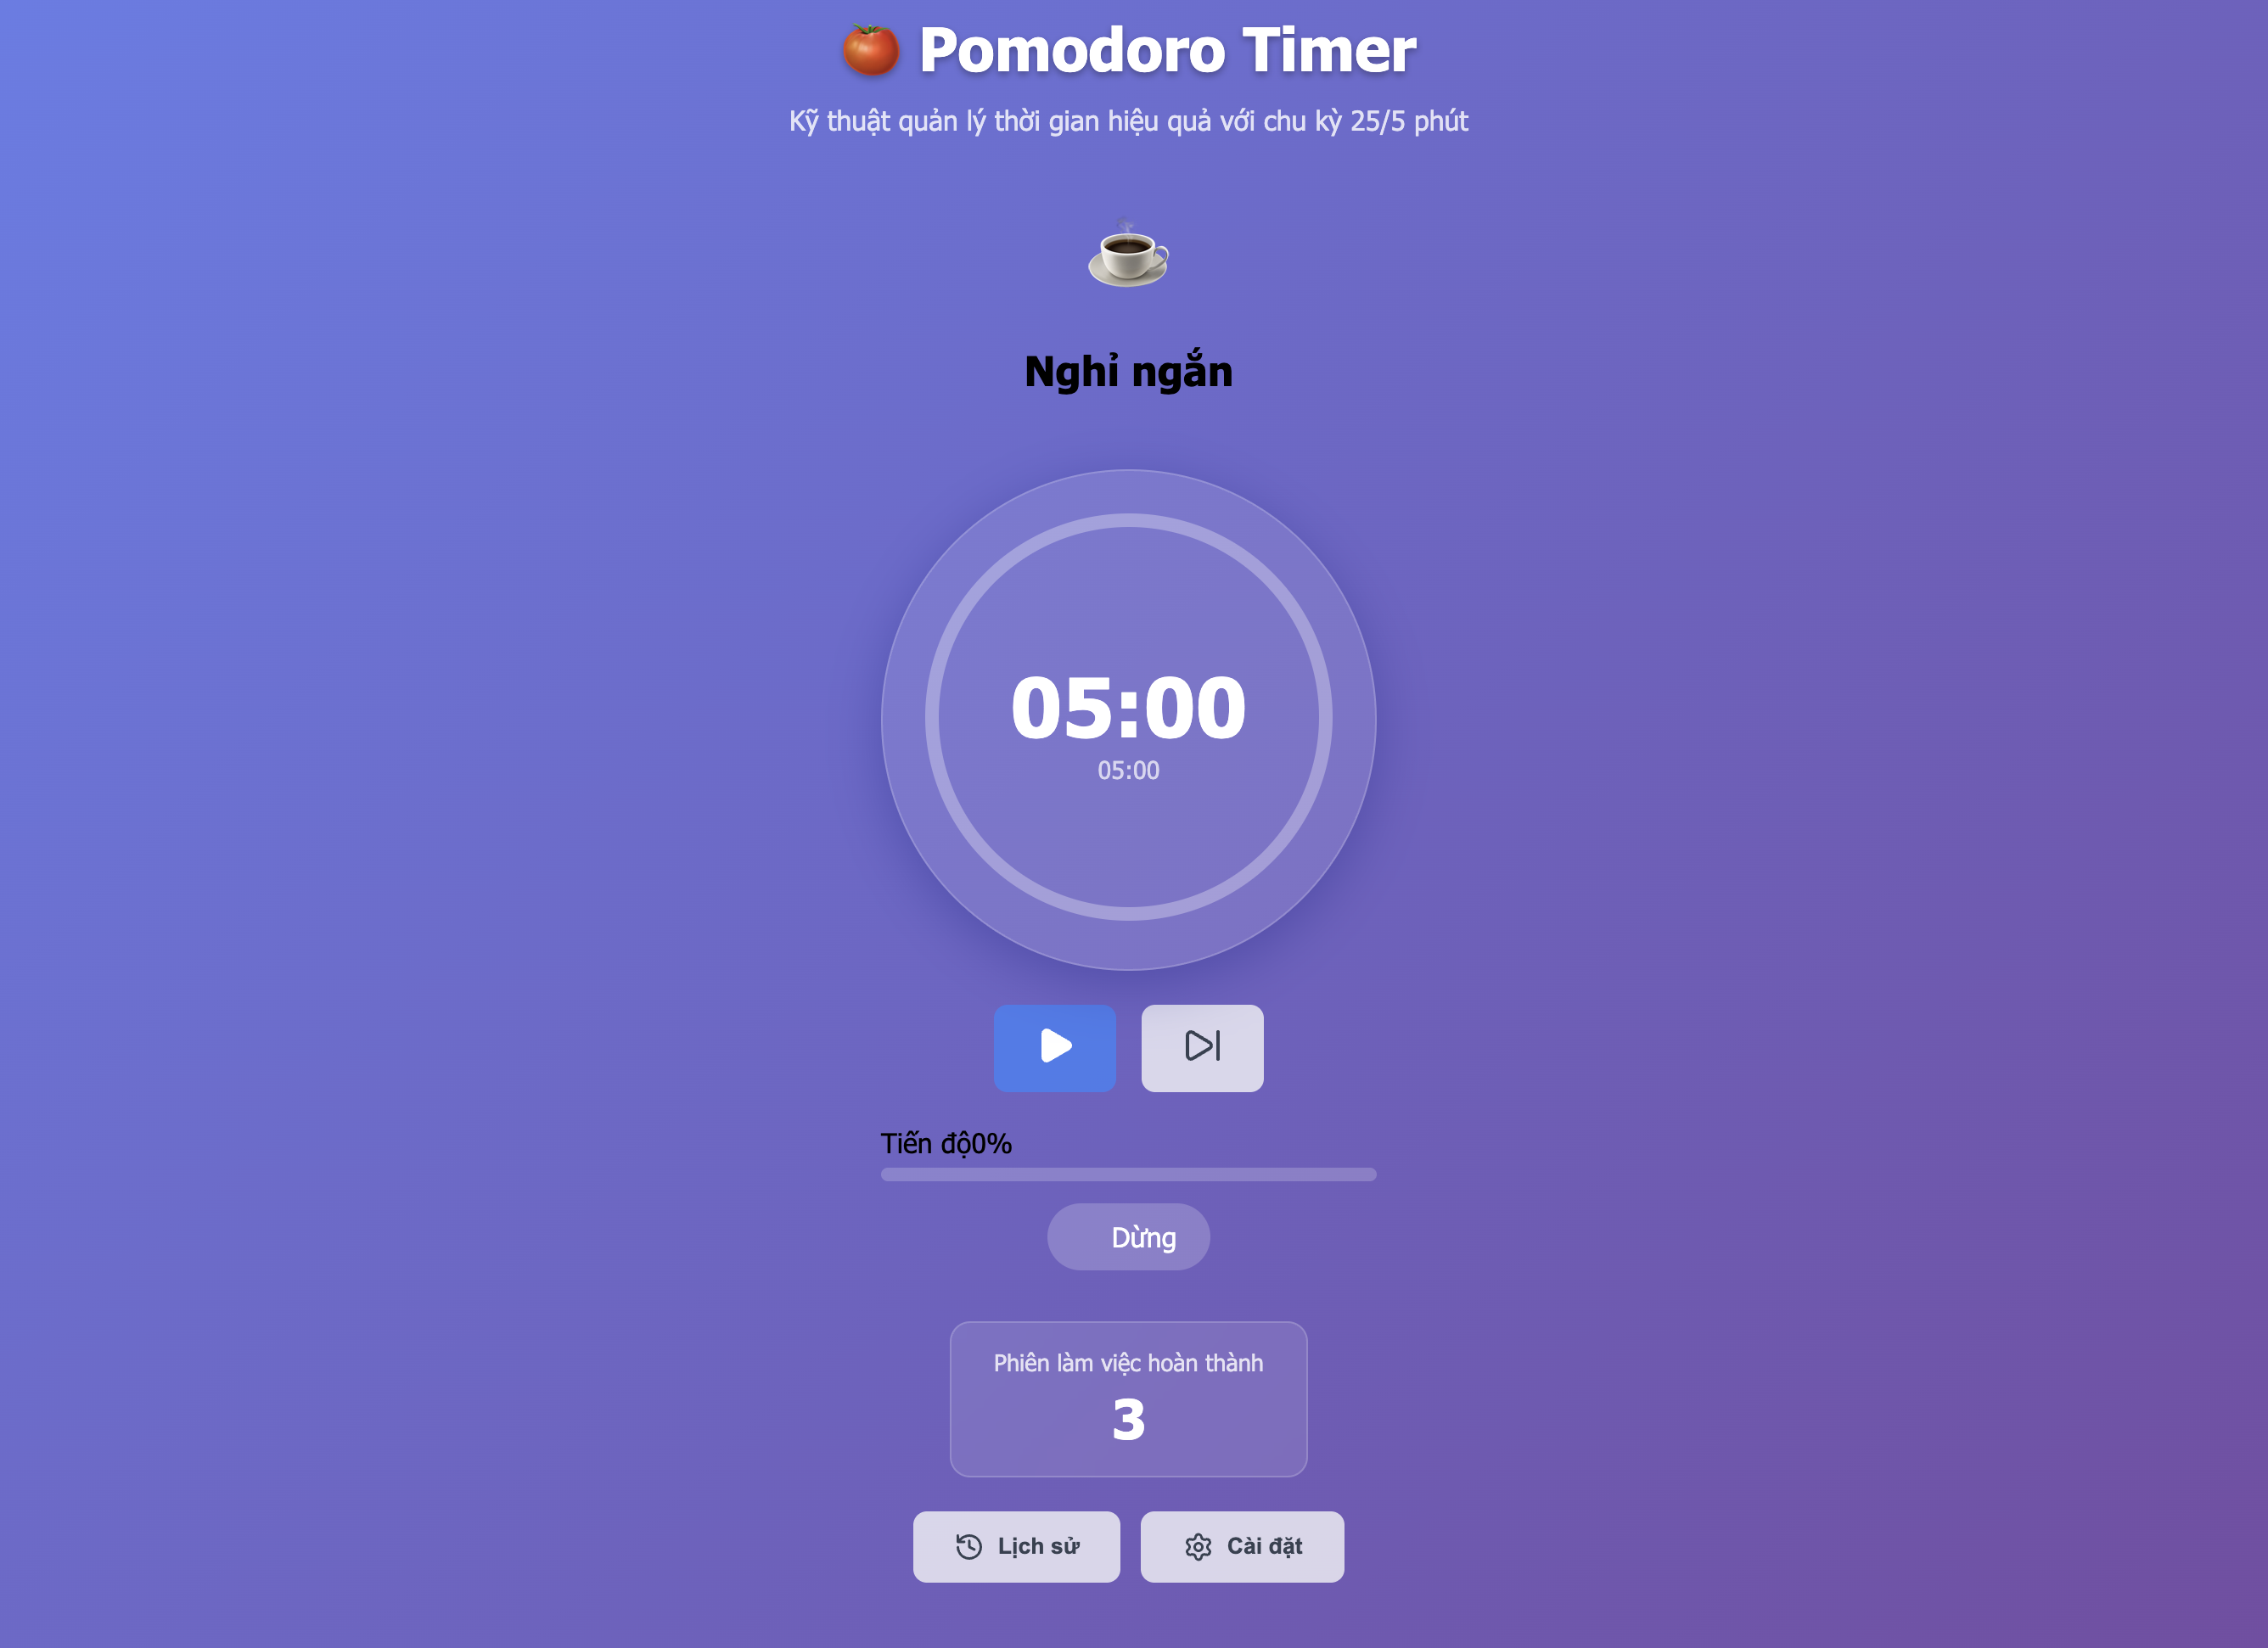 Pomodoro Timer
Kỹ thuật quản lý thời gian hiệu quả với chu kỳ 25/5 phút
Nghỉ ngắn
05:00
05:00
Tiến độ0%
Dừng
Phiên làm việc hoàn thành
3
Lịch sử
Cài đặt